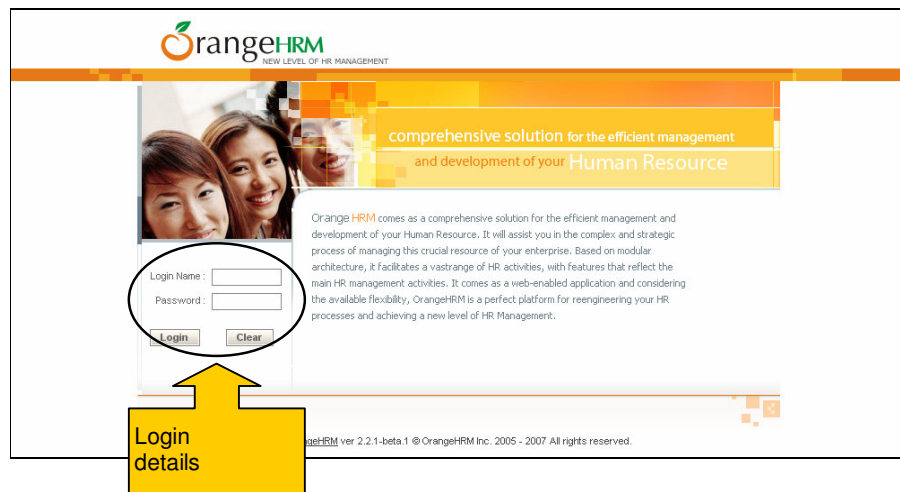 OrangeHRM
NEW LEVEL OF HR MANAGEMENT
comprehensive solution for the efficient management
and development of your Human Resource
Orange HRM comes as a comprehensive solution for the efficient management and
development of your Human Resource. It will assist you in the complex and strategic
process of managing this crucial resource of your enterprise. Based on modular
architecture, it facilitates a vastrange of HR activities, with features that reflect the
main HR management activities. It comes as a web-enabled application and considering
the available flexibility, OrangeHRM is a perfect platform for reengineering your HR
processes and achieving a new level of HR Management.
Login Name :
Password :
Login Clear
Login
details
ngeHRM ver 2.2.1-beta.1 © OrangeHRM Inc. 2005 - 2007 All rights reserved.